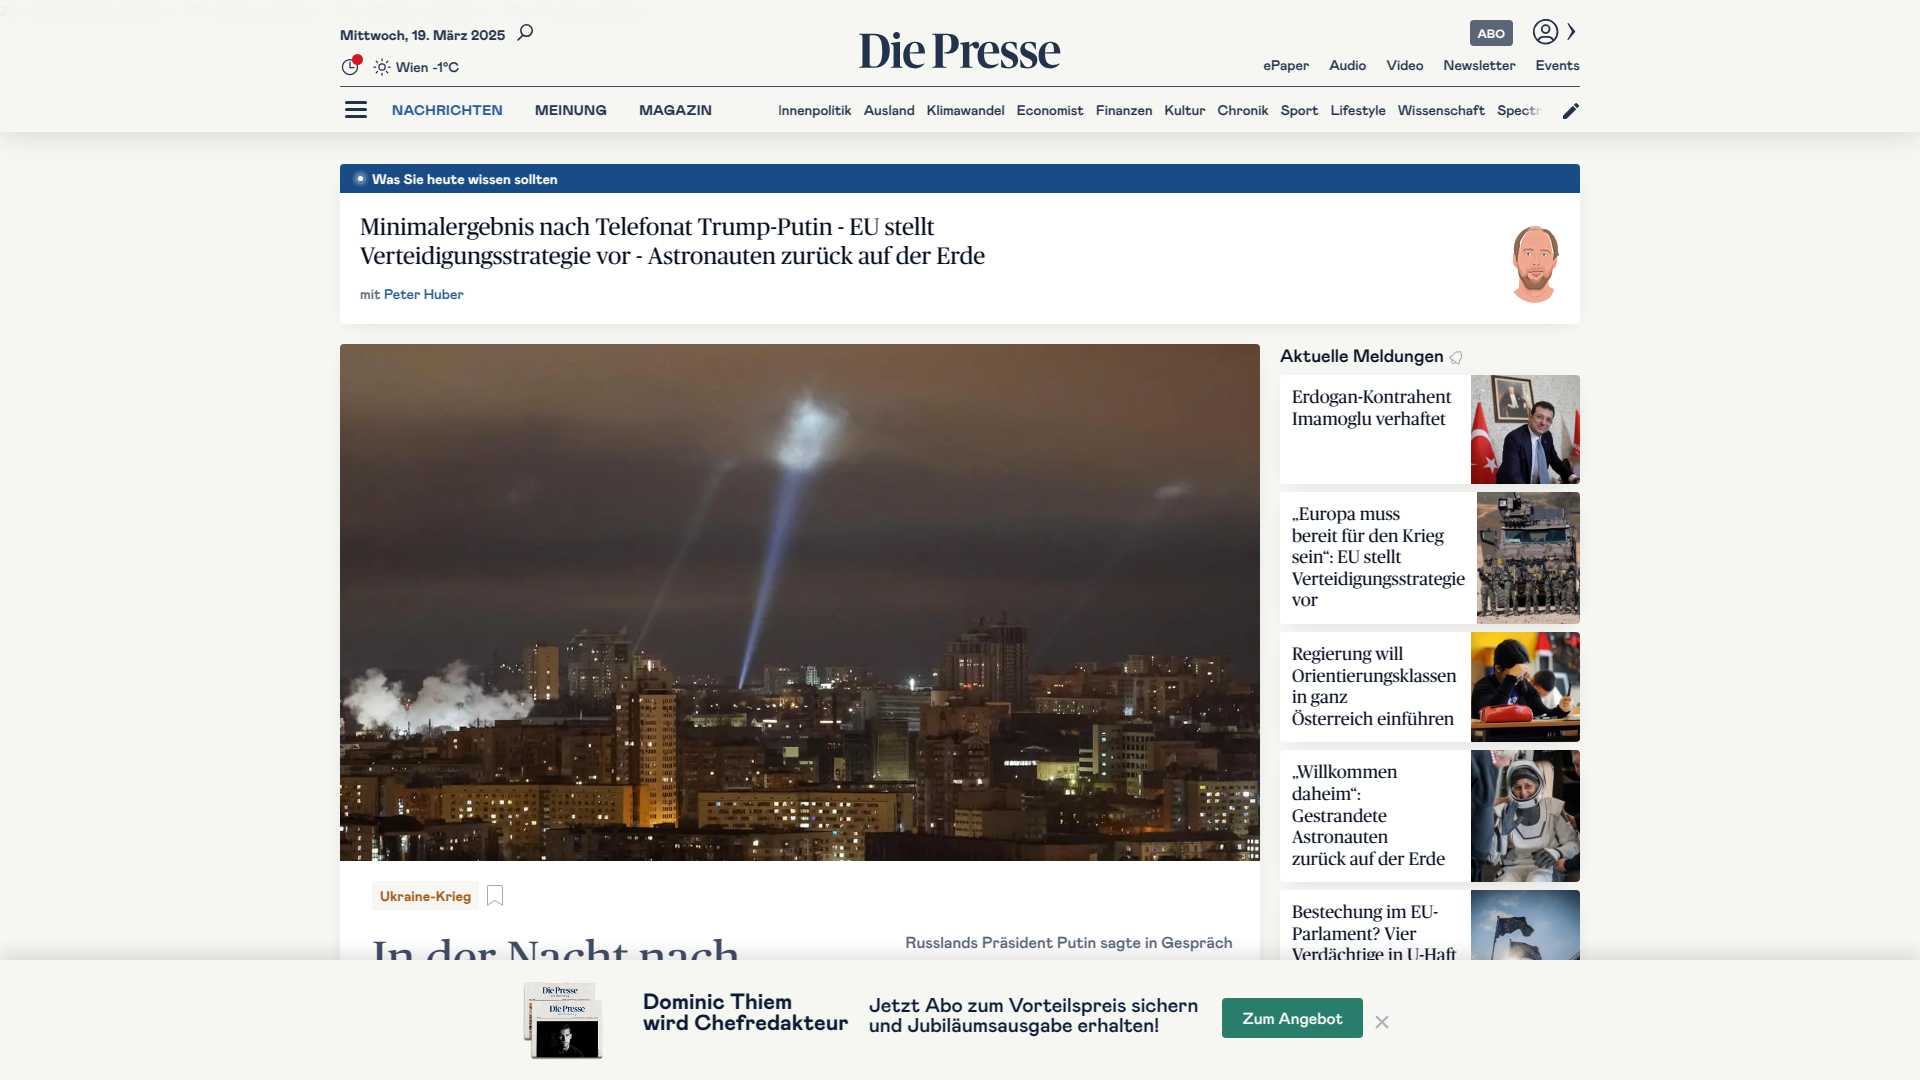 Mittwoch, 19. März 2025
Wien -1°C
Die Presse
ABO
ePaper Audio Video Newsletter Events
NACHRICHTEN MEINUNG MAGAZIN
Innenpolitik Ausland Klimawandel Economist Finanzen Kultur Chronik Sport Lifestyle Wissenschaft Spectr
Was Sie heute wissen sollten
Minimalergebnis nach Telefonat Trump-Putin - EU stellt
Verteidigungsstrategie vor - Astronauten zurück auf der Erde
mit Peter Huber
Ukraine-Krieg
In der Nacht nach
Russlands Präsident Putin sagte in Gespräch
Aktuelle Meldungen
Erdogan-Kontrahent
Imamoglu verhaftet
„Europa muss
bereit für den Krieg
sein“: EU stellt
Verteidigungsstrategie
vor
Regierung will
Orientierungsklassen
in ganz
Österreich einführen
„Willkommen
daheim“:
Gestrandete
Astronauten
zurück auf der Erde
Bestechung im EU-
Parlament? Vier
Verdächtige in U-Haft
Die Presse
Die Presse
Dominic Thiem
wird Chefredakteur
Jetzt Abo zum Vorteilspreis sichern
und Jubiläumsausgabe erhalten!
Zum Angebot